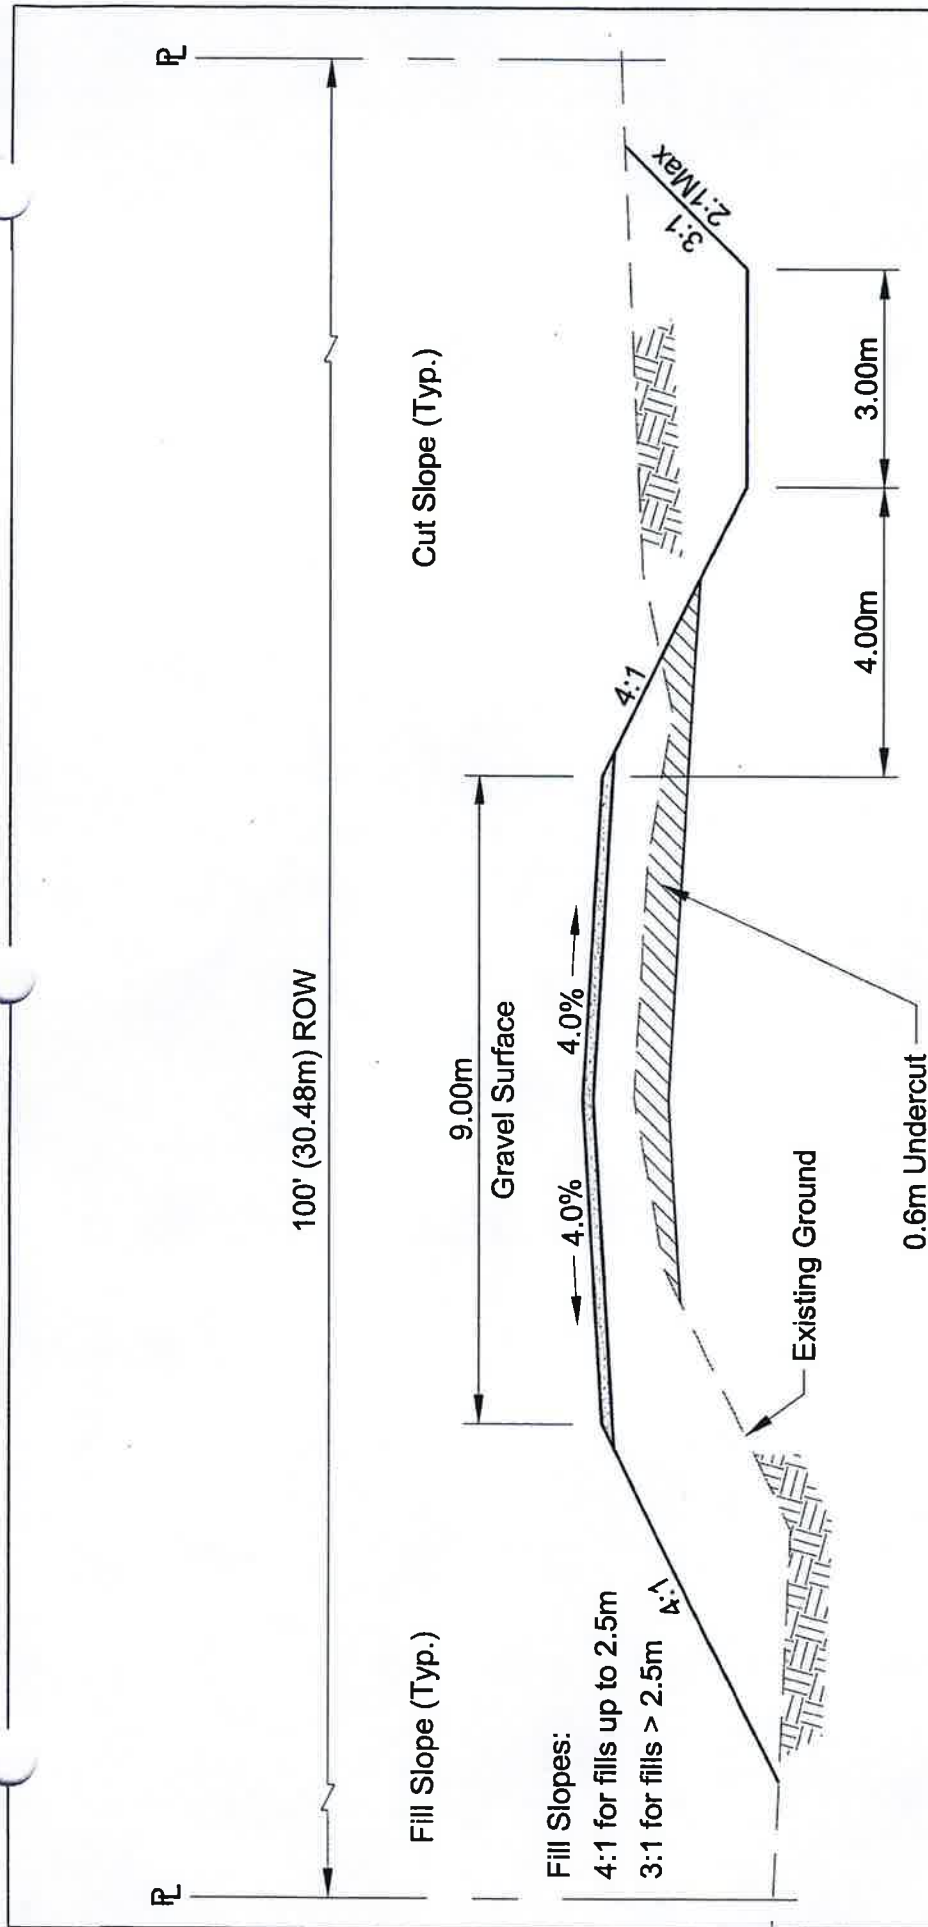 PL
PL
100' (30.48m) ROW
Fill Slope (Typ.)
Cut Slope (Typ.)
9.00m
Gravel Surface
4.0%
4.0%
Fill Slopes:
4:1 for fills up to 2.5m
3:1 for fills > 2.5m
4:1
4:1
3:1
2:1Max
Existing Ground
4.00m
3.00m
0.6m Undercut